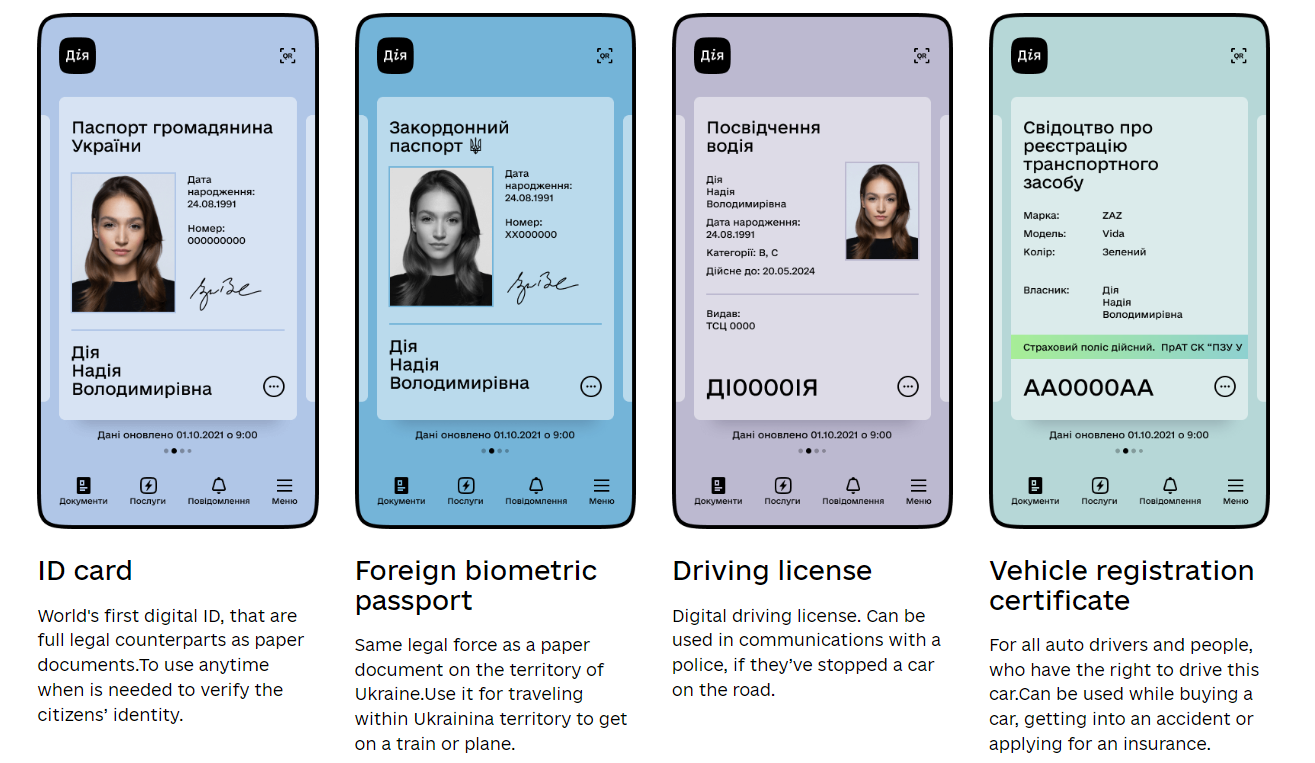 Дія
QR
Паспорт громадянина
України
Дата
народження:
24.08.1991
Номер:
000000000
Дія
Надія
Володимирівна
Дані оновлено 01.10.2021 о 9:00
Документи
Послуги
Повідомлення
Меню
ID card
World's first digital ID, that are
full legal counterparts as paper
documents.To use anytime
when is needed to verify the
citizens’ identity.
Дія
QR
Закордонний
паспорт
Дата
народження:
24.08.1991
Номер:
XX000000
Дія
Надія
Володимирівна
Дані оновлено 01.10.2021 о 9:00
Документи
Послуги
Повідомлення
Меню
Foreign biometric
passport
Same legal force as a paper
document on the territory of
Ukraine.Use it for traveling
within Ukrainina territory to get
on a train or plane.
Дія
QR
Посвідчення
водія
Дія
Надія
Володимирівна
Дата народження:
24.08.1991
Категорії: B, C
Дійсне до: 20.05.2024
Видав:
ТСЦ 0000
ДІ0000ІЯ
Дані оновлено 01.10.2021 о 9:00
Документи
Послуги
Повідомлення
Меню
Driving license
Digital driving license. Can be
used in communications with a
police, if they’ve stopped a car
on the road.
Дія
QR
Свідоцтво про
реєстрацію
транспортного
засобу
Марка: ZAZ
Модель: Vida
Колір: Зелений
Власник: Дія
Надія
Володимирівна
Страховий поліс дійсний. ПрАТ СК "ПЗУ У
АА0000АА
Дані оновлено 01.10.2021 о 9:00
Документи
Послуги
Повідомлення
Меню
Vehicle registration
certificate
For all auto drivers and people,
who have the right to drive this
car.Can be used while buying a
car, getting into an accident or
applying for an insurance.